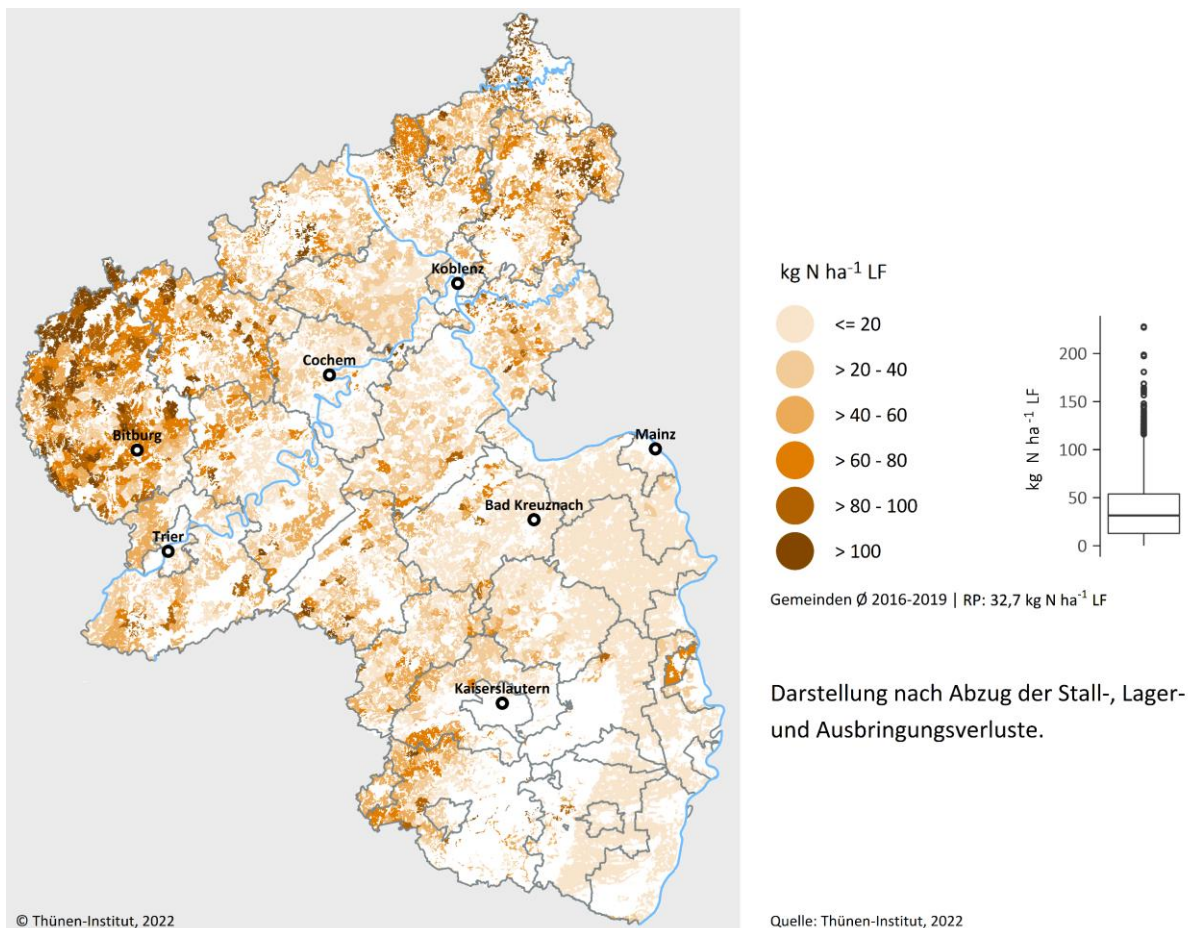 Koblenz
Cochem
Bitburg
Mainz
Bad Kreuznach
Trier
Kaiserslautern
© Thünen-Institut, 2022
kg N ha⁻¹ LF
<= 20
> 20 - 40
> 40 - 60
> 60 - 80
> 80 - 100
> 100
kg N ha⁻¹ LF
200
150
100
50
0
Gemeinden Ø 2016-2019 | RP: 32,7 kg N ha⁻¹ LF
Darstellung nach Abzug der Stall-, Lager-
und Ausbringungsverluste.
Quelle: Thünen-Institut, 2022